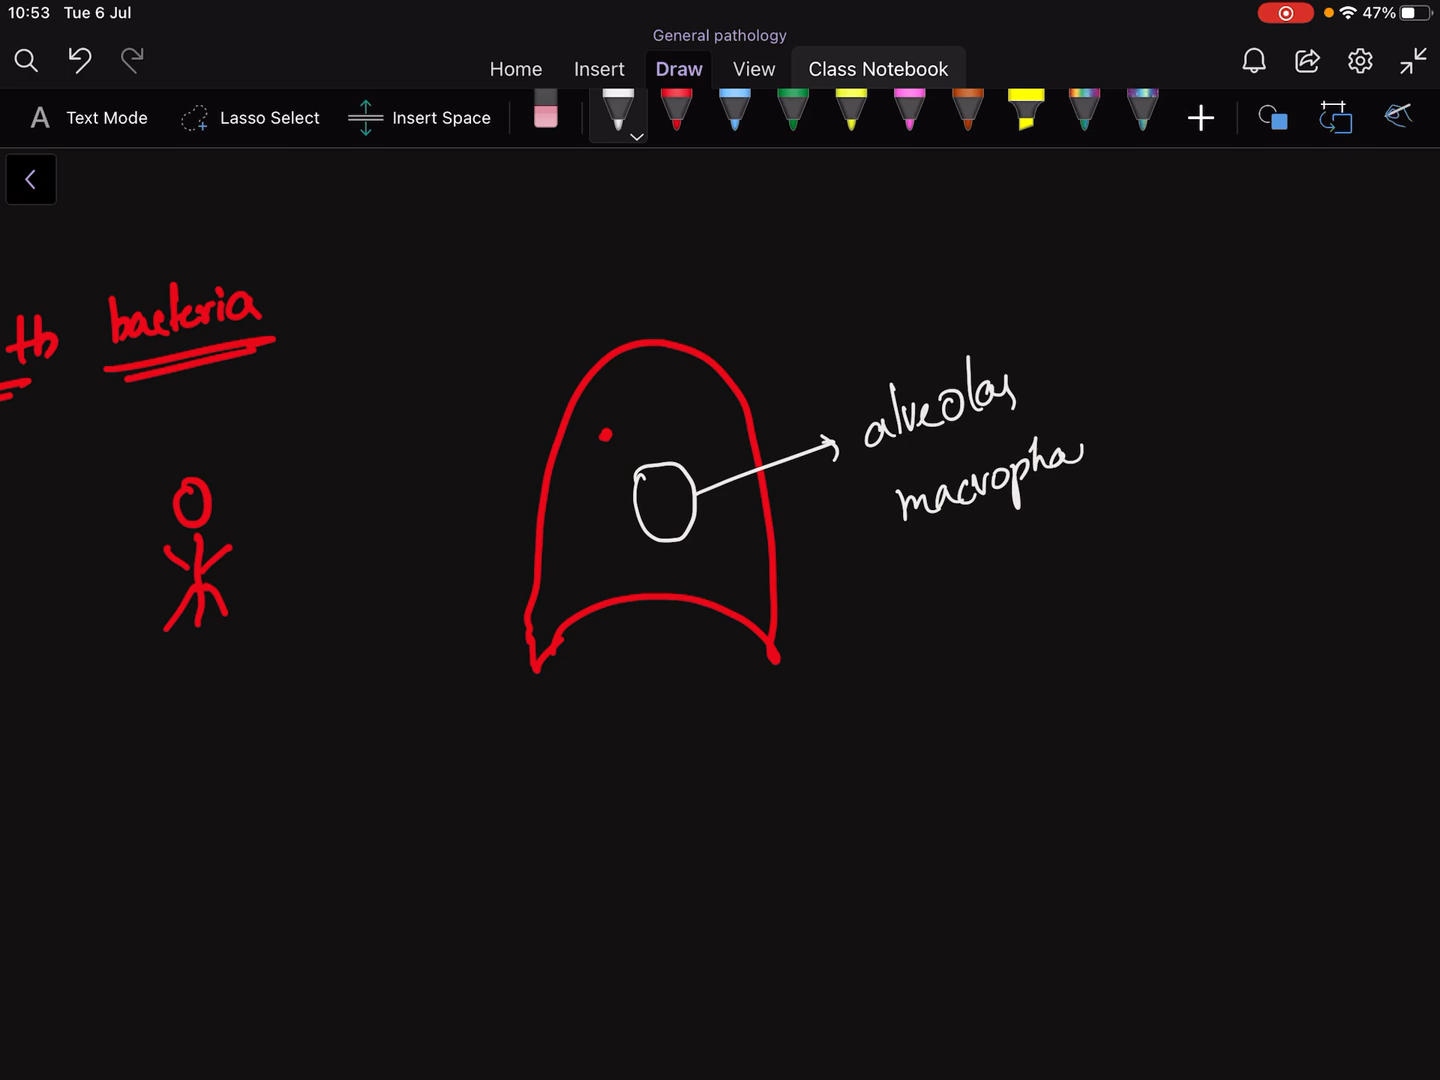 10:53 Tue 6 Jul
47%
General pathology
Home Insert Draw View Class Notebook
A Text Mode Lasso Select Insert Space
bacteria
alveolar
macropha